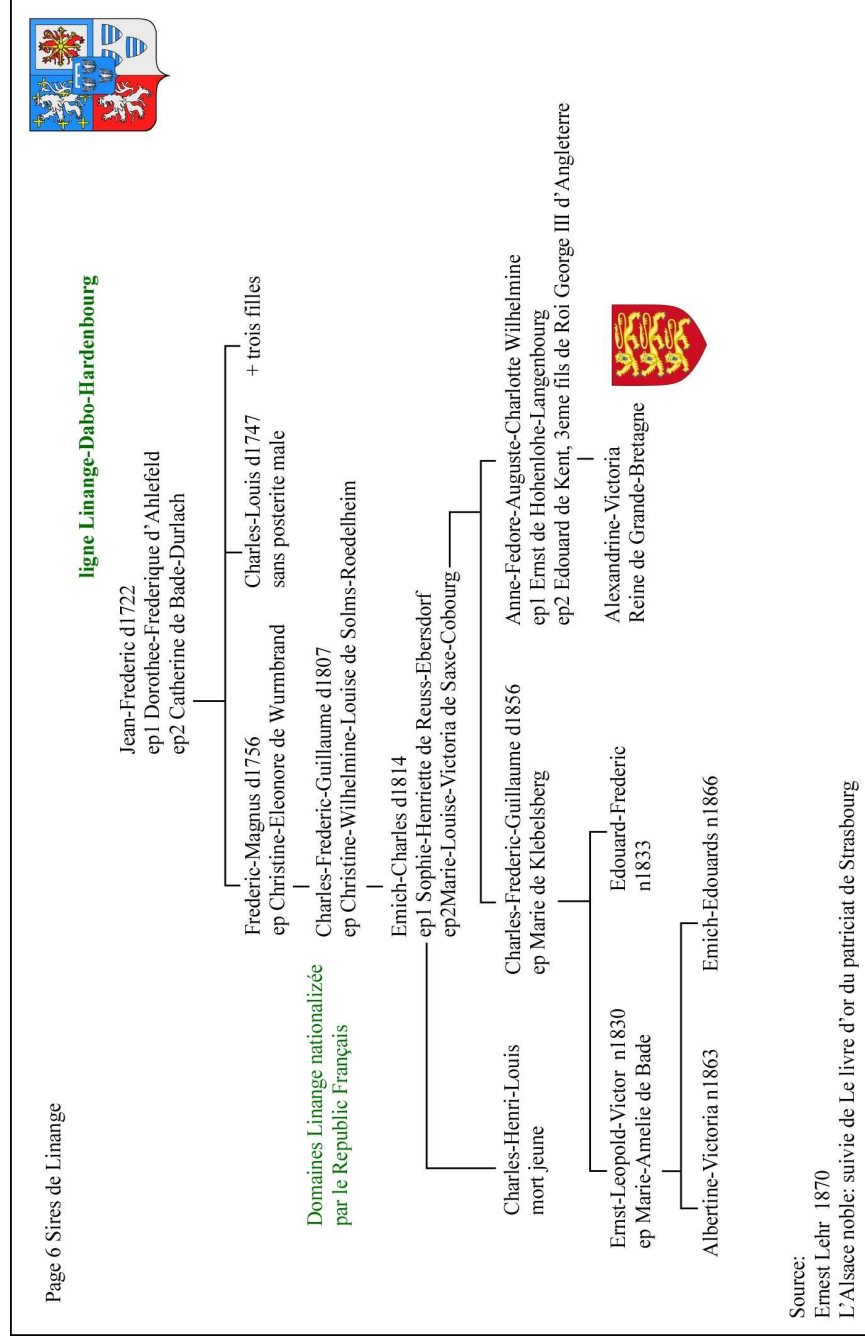 Page 6 Sires de Linange
ligne Linange-Dabo-Hardenbourg
Jean-Frederic d1722
ep1 Dorothee-Frederique d'Ahlefeld
ep2 Catherine de Bade-Durlach
Frederic-Magnus d1756
ep Christine-Eleonore de Wurmbrand
Charles-Louis d1747
sans posterite male
+ trois filles
Domaines Linange nationalizée
par le Republic Français
Charles-Frederic-Guillaume d1807
ep Christine-Wilhelmine-Louise de Solms-Roedelheim
Emich-Charles d1814
ep1 Sophie-Henriette de Reuss-Ebersdorf
ep2Marie-Louise-Victoria de Saxe-Cobourg
Charles-Henri-Louis
mort jeune
Charles-Frederic-Guillaume d1856
ep Marie de Klebelsberg
Anne-Fedore-Auguste-Charlotte Wilhelmine
ep1 Ernst de Hohenlohe-Langenbourg
ep2 Edouard de Kent, 3eme fils de Roi George III d'Angleterre
Ernst-Leopold-Victor n1830
ep Marie-Amelie de Bade
Edouard-Frederic
n1833
Alexandrine-Victoria
Reine de Grande-Bretagne
Albertine-Victoria n1863
Emich-Edouards n1866
Source:
Ernest Lehr 1870
L'Alsace noble: suivie de Le livre d'or du patriciat de Strasbourg